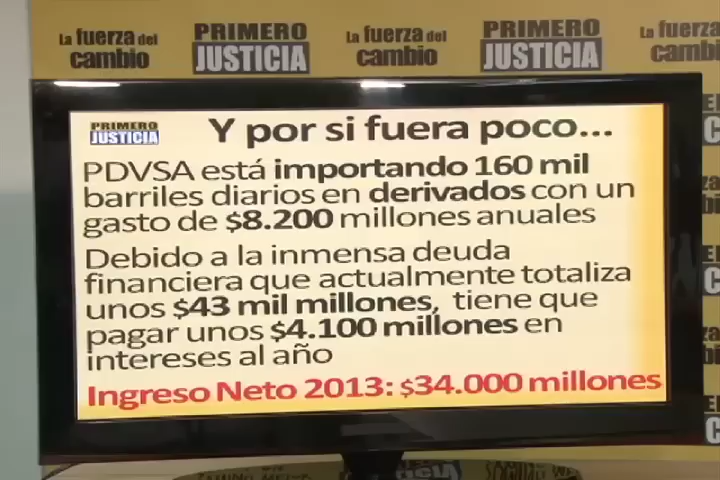 La fuerza del cambio
PRIMERO JUSTICIA
La fuerza del cambio
PRIMERO JUSTICIA
La fuerza cambio
PRIMERO JUSTICIA
Y por si fuera poco...
PDVSA está importando 160 mil
barriles diarios en derivados con un
gasto de $8.200 millones anuales
Debido a la inmensa deuda
financiera que actualmente totaliza
unos $43 mil millones, tiene que
pagar unos $4.100 millones en
intereses al año
Ingreso Neto 2013: $34.000 millones